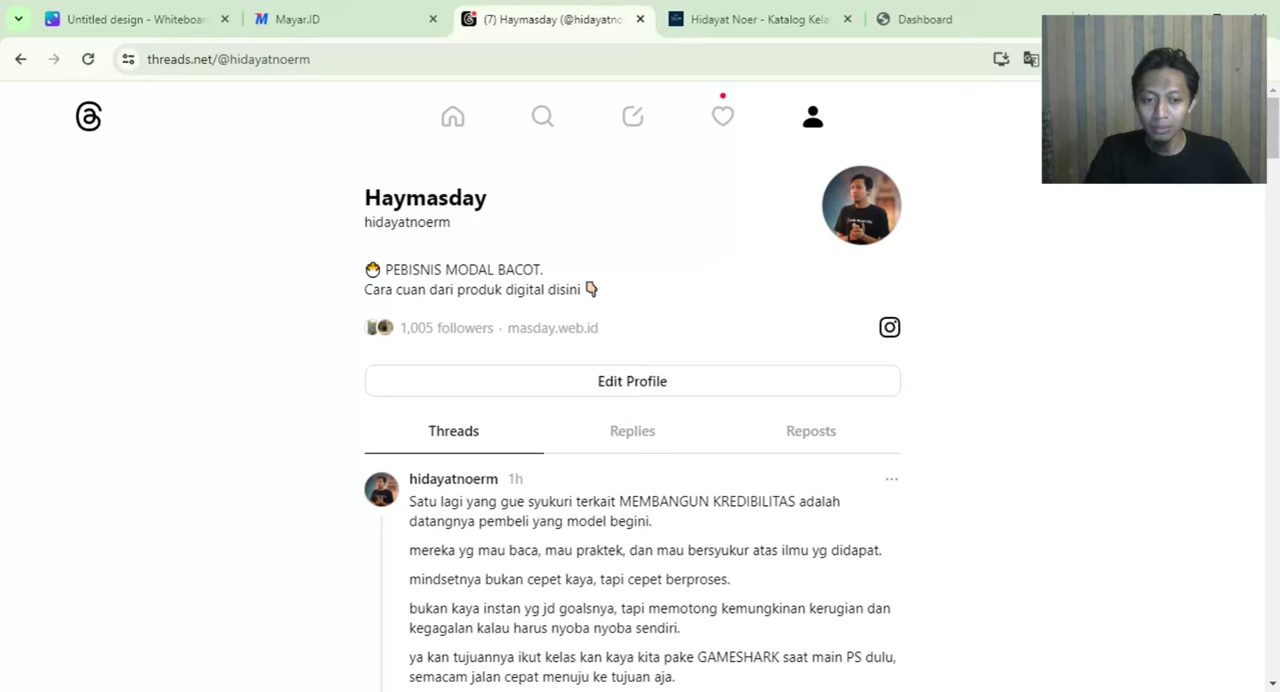 Untitled design - Whiteboar
Mayar.ID
(7) Haymasday (@hidayatno
Hidayat Noer - Katalog Kela
Dashboard
threads.net/@hidayatnoerm
Haymasday
hidayatnoerm
PEBISNIS MODAL BACOT.
Cara cuan dari produk digital disini
1,005 followers · masday.web.id
Edit Profile
Threads
Replies
Reposts
hidayatnoerm 1h
Satu lagi yang gue syukuri terkait MEMBANGUN KREDIBILITAS adalah
datangnya pembeli yang model begini.
mereka yg mau baca, mau praktek, dan mau bersyukur atas ilmu yg didapat.
mindsetnya bukan cepet kaya, tapi cepet berproses.
bukan kaya instan yg jd goalsnya, tapi memotong kemungkinan kerugian dan
kegagalan kalau harus nyoba nyoba sendiri.
ya kan tujuannya ikut kelas kan kaya kita pake GAMESHARK saat main PS dulu,
semacam jalan cepat menuju ke tujuan aja.